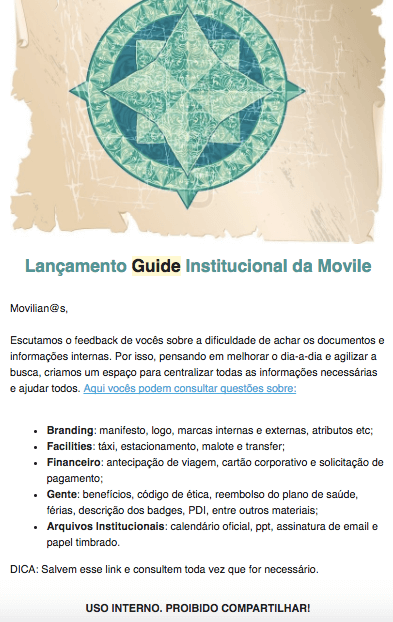 Lançamento Guide Institucional da Movile
Movilian@s,
Escutamos o feedback de vocês sobre a dificuldade de achar os documentos e
informações internas. Por isso, pensando em melhorar o dia-a-dia e agilizar a
busca, criamos um espaço para centralizar todas as informações necessárias
e ajudar todos. Aqui vocês podem consultar questões sobre:
• Branding: manifesto, logo, marcas internas e externas, atributos etc;
• Facilities: táxi, estacionamento, malote e transfer;
• Financeiro: antecipação de viagem, cartão corporativo e solicitação de
pagamento;
• Gente: benefícios, código de ética, reembolso do plano de saúde,
férias, descrição dos badges, PDI, entre outros materiais;
• Arquivos Institucionais: calendário oficial, ppt, assinatura de email e
papel timbrado.
DICA: Salvem esse link e consultem toda vez que for necessário.
USO INTERNO. PROIBIDO COMPARTILHAR!